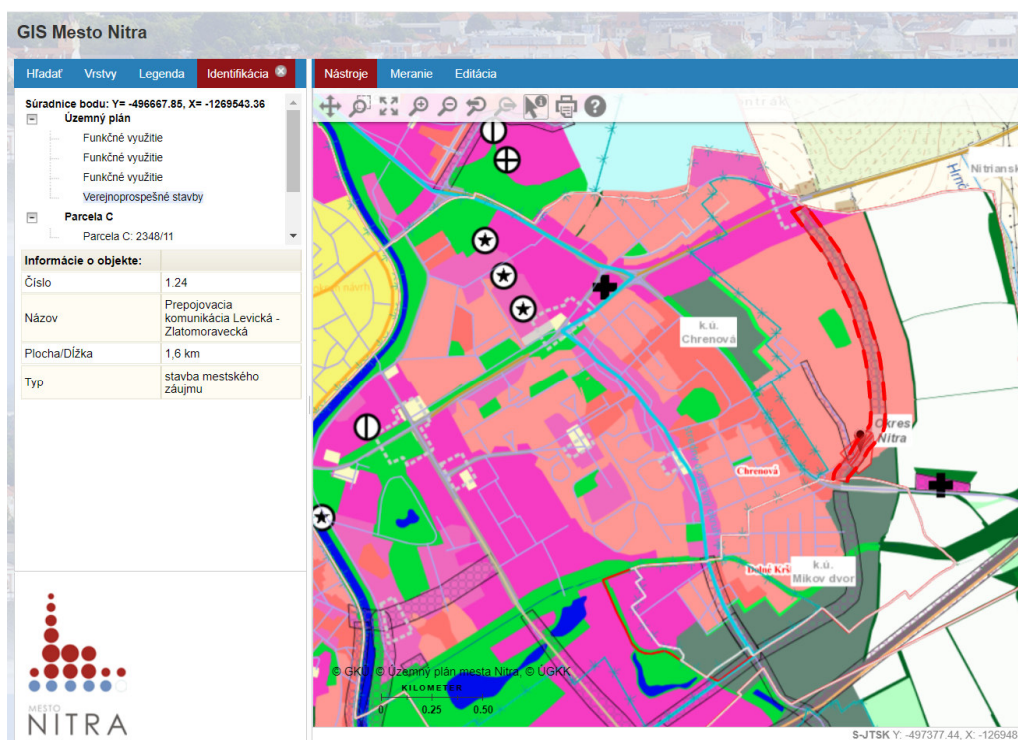 GIS Mesto Nitra
Hľadať Vrstvy Legenda Identifikácia
Nástroje Meranie Editácia
Súradnice bodu: Y= -496667.85, X= -1269543.36
Územný plán
Funkčné využitie
Funkčné využitie
Funkčné využitie
Verejnoprospešné stavby
Parcela C
Parcela C: 2348/11
Informácie o objekte:
Číslo 1.24
Názov Prepojovacia
komunikácia Levická -
Zlatomoravecká
Plocha/Dĺžka 1,6 km
Typ stavba mestského
záujmu
MESTO
NITRA
Nitriansk
k.ú.
Chrenová
Okres
Nitra
Chrenová
k.ú.
Mikov dvor
© GKÚ, © Územný plán mesta Nitra, © ÚGKK
KILOMETER
0 0.25 0.50
S-JTSK Y: -497377.44, X: -126948